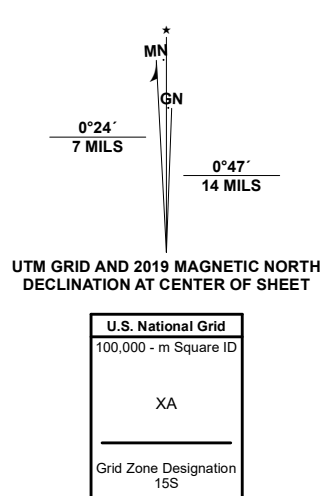 ★
MN
GN
0°24´
7 MILS
0°47´
14 MILS
UTM GRID AND 2019 MAGNETIC NORTH
DECLINATION AT CENTER OF SHEET
U.S. National Grid
100,000 - m Square ID
XA
Grid Zone Designation
15S